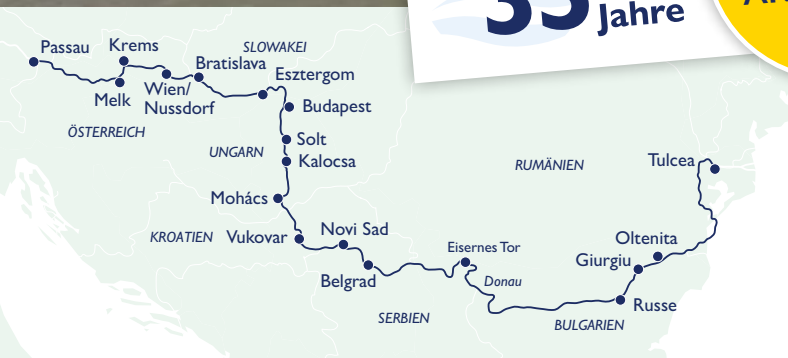 35
Jahre
Passau
Krems
SLOWAKEI
Bratislava
Esztergom
Melk
Wien/
Nussdorf
Budapest
ÖSTERREICH
Solt
UNGARN
Kalocsa
RUMÄNIEN
Tulcea
Mohács
KROATIEN
Vukovar
Novi Sad
Eisernes Tor
Oltenita
Giurgiu
Belgrad
Donau
Russe
SERBIEN
BULGARIEN